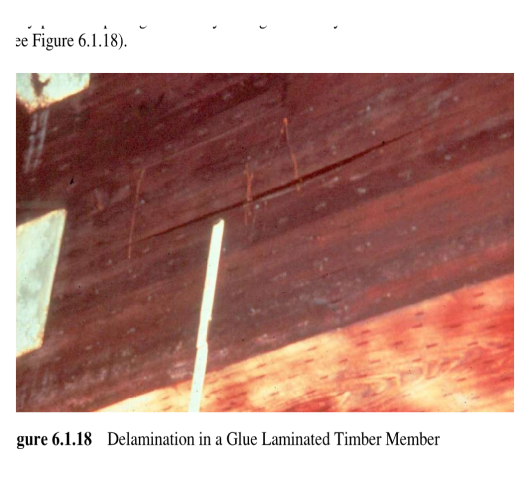 ee Figure 6.1.18).
gure 6.1.18 Delamination in a Glue Laminated Timber Member